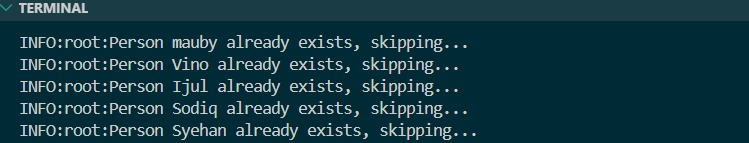 TERMINAL
INFO:root:Person mauby already exists, skipping...
INFO:root:Person Vino already exists, skipping...
INFO:root:Person Ijul already exists, skipping...
INFO:root:Person Sodiq already exists, skipping...
INFO:root:Person Syehan already exists, skipping...